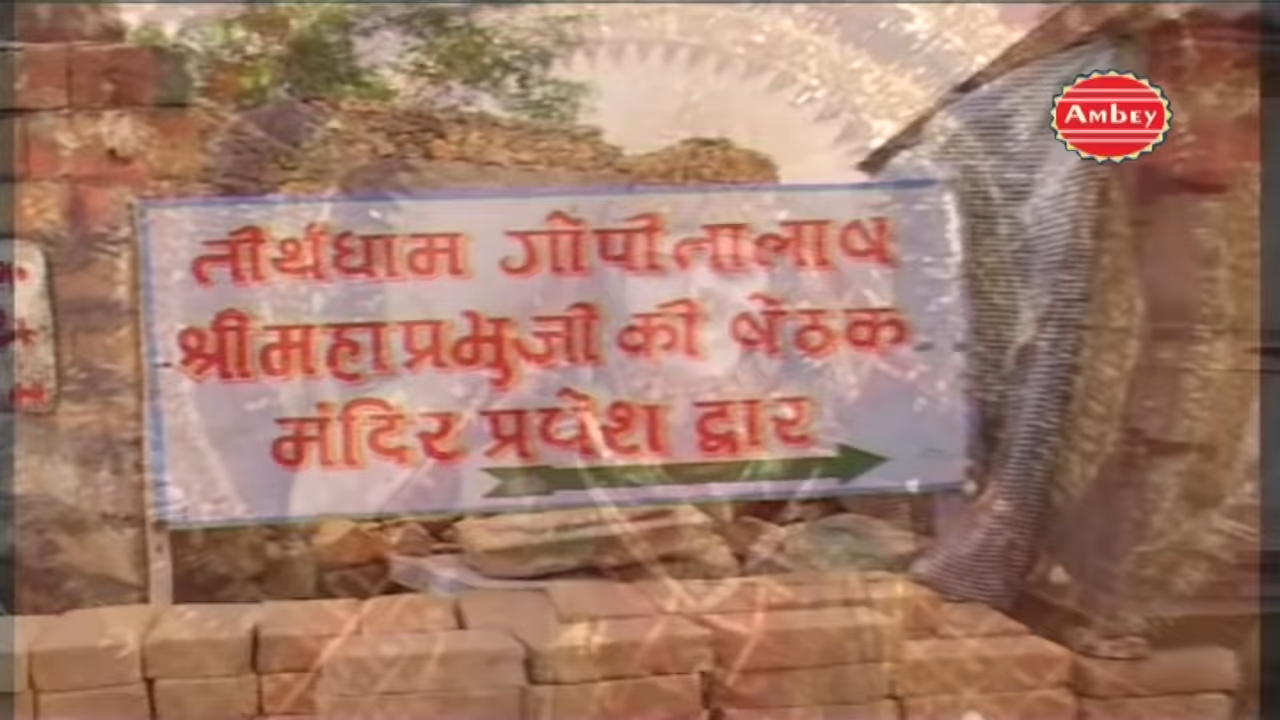 तीर्थधाम गोपीतालाब
श्रीमहाप्रभुजी की बेठक
मंदिर प्रवेश द्वार
AMBEY